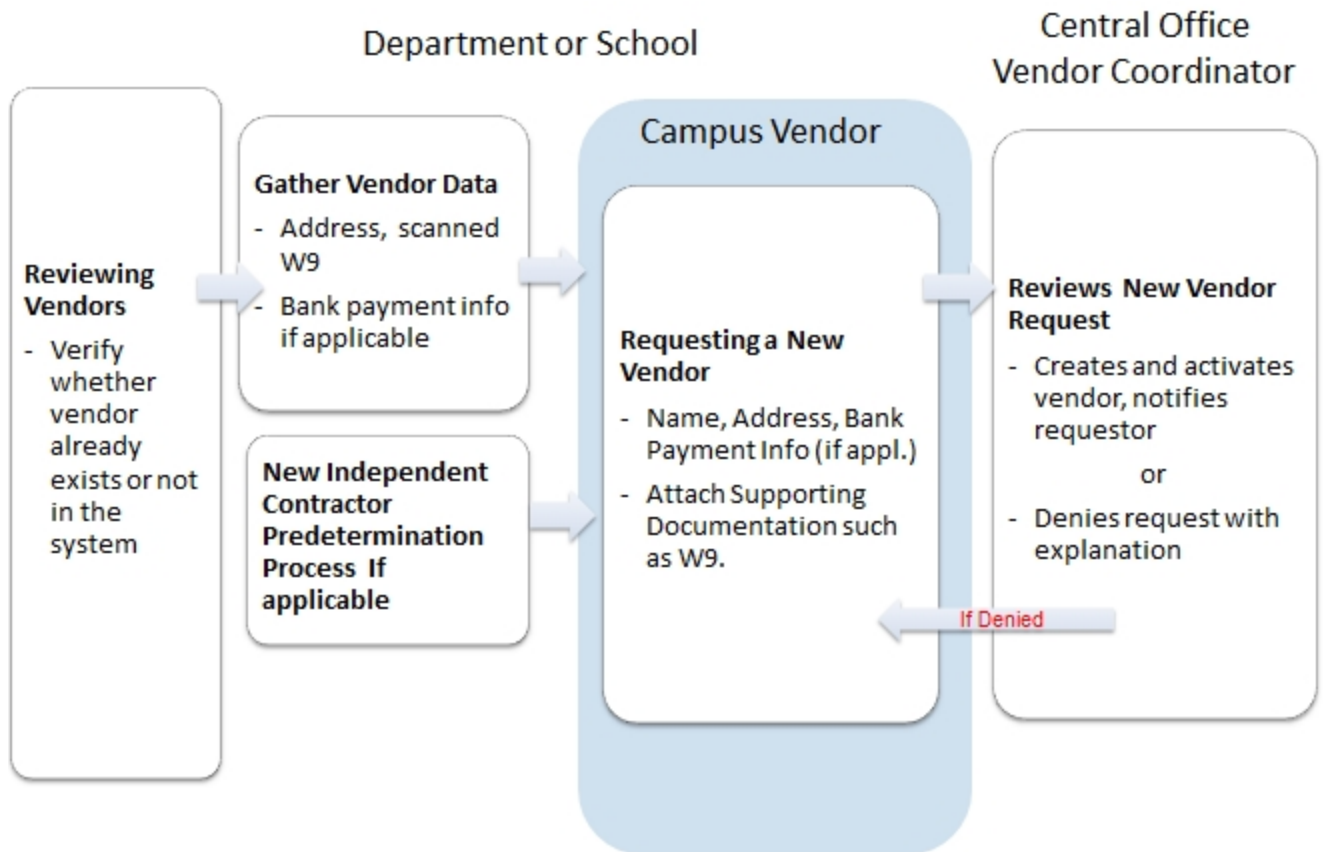 Department or School
Central Office
Vendor Coordinator
Reviewing
Vendors
- Verify
whether
vendor
already
exists or not
in the
system
Gather Vendor Data
- Address, scanned
W9
- Bank payment info
if applicable
New Independent
Contractor
Predetermination
Process If
applicable
Campus Vendor
Requesting a New
Vendor
- Name, Address, Bank
Payment Info (if appl.)
- Attach Supporting
Documentation such
as W9.
Reviews New Vendor
Request
- Creates and activates
vendor, notifies
requestor
or
- Denies request with
explanation
If Denied